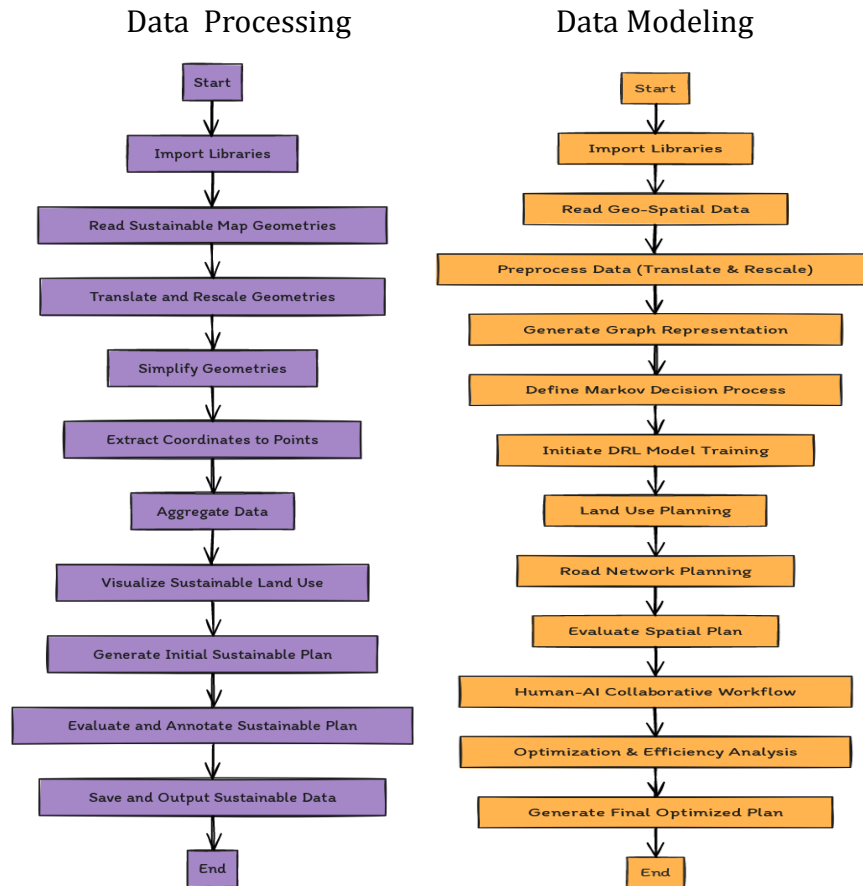 Data Processing
Start
Import Libraries
Read Sustainable Map Geometries
Translate and Rescale Geometries
Simplify Geometries
Extract Coordinates to Points
Aggregate Data
Visualize Sustainable Land Use
Generate Initial Sustainable Plan
Evaluate and Annotate Sustainable Plan
Save and Output Sustainable Data
End
Data Modeling
Start
Import Libraries
Read Geo-Spatial Data
Preprocess Data (Translate & Rescale)
Generate Graph Representation
Define Markov Decision Process
Initiate DRL Model Training
Land Use Planning
Road Network Planning
Evaluate Spatial Plan
Human-AI Collaborative Workflow
Optimization & Efficiency Analysis
Generate Final Optimized Plan
End